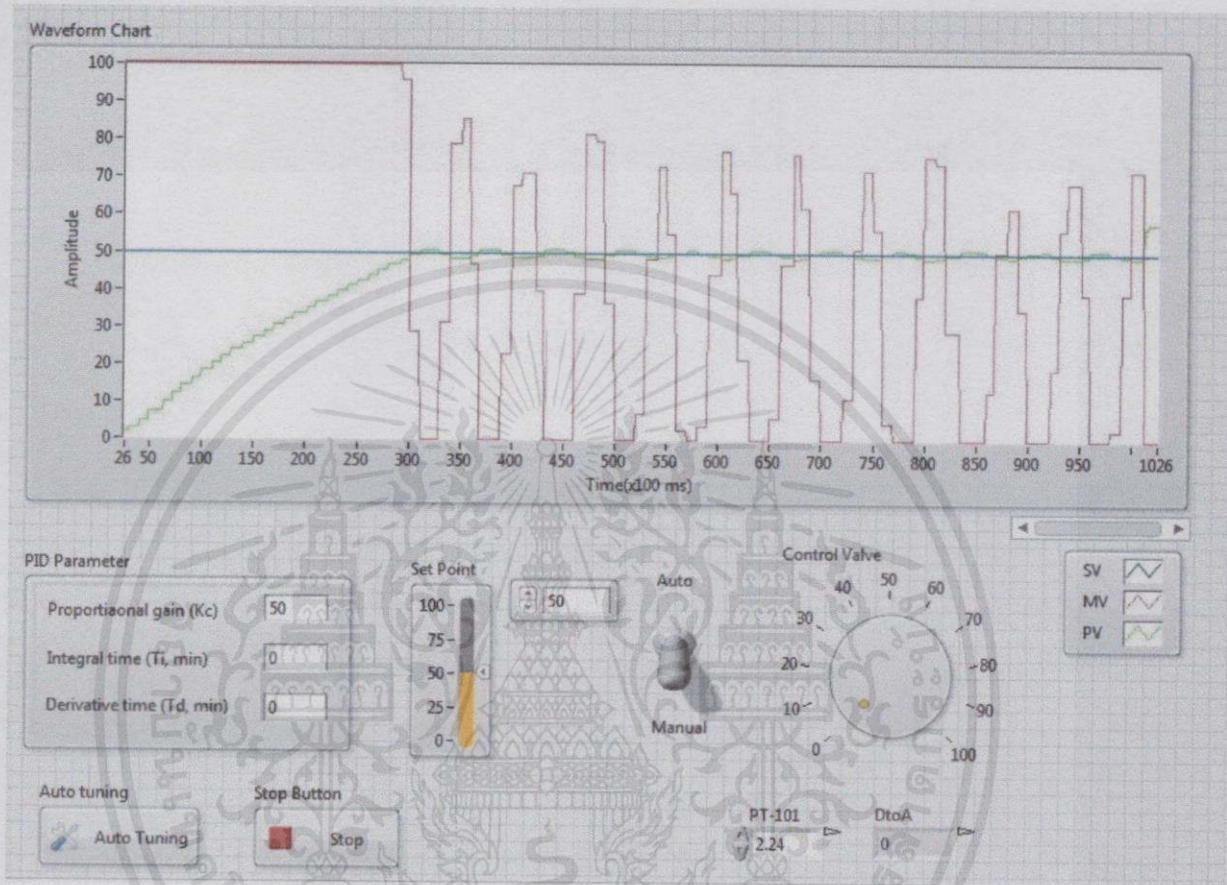 Waveform Chart
100
90
80
70
60
50
40
30
20
10
0
Amplitude
26 50 100 150 200 250 300 350 400 450 500 550 600 650 700 750 800 850 900 950 1026
Time(x100 ms)
PID Parameter
Proportiaonal gain (Kc) 50
Integral time (Ti, min) 0
Derivative time (Td, min) 0
Set Point
100
75
50
25
0
50
Auto
Manual
Control Valve
0 10 20 30 40 50 60 70 80 90 100
SV
MV
PV
Auto tuning
Auto Tuning
Stop Button
Stop
PT-101
2.24
DtoA
0